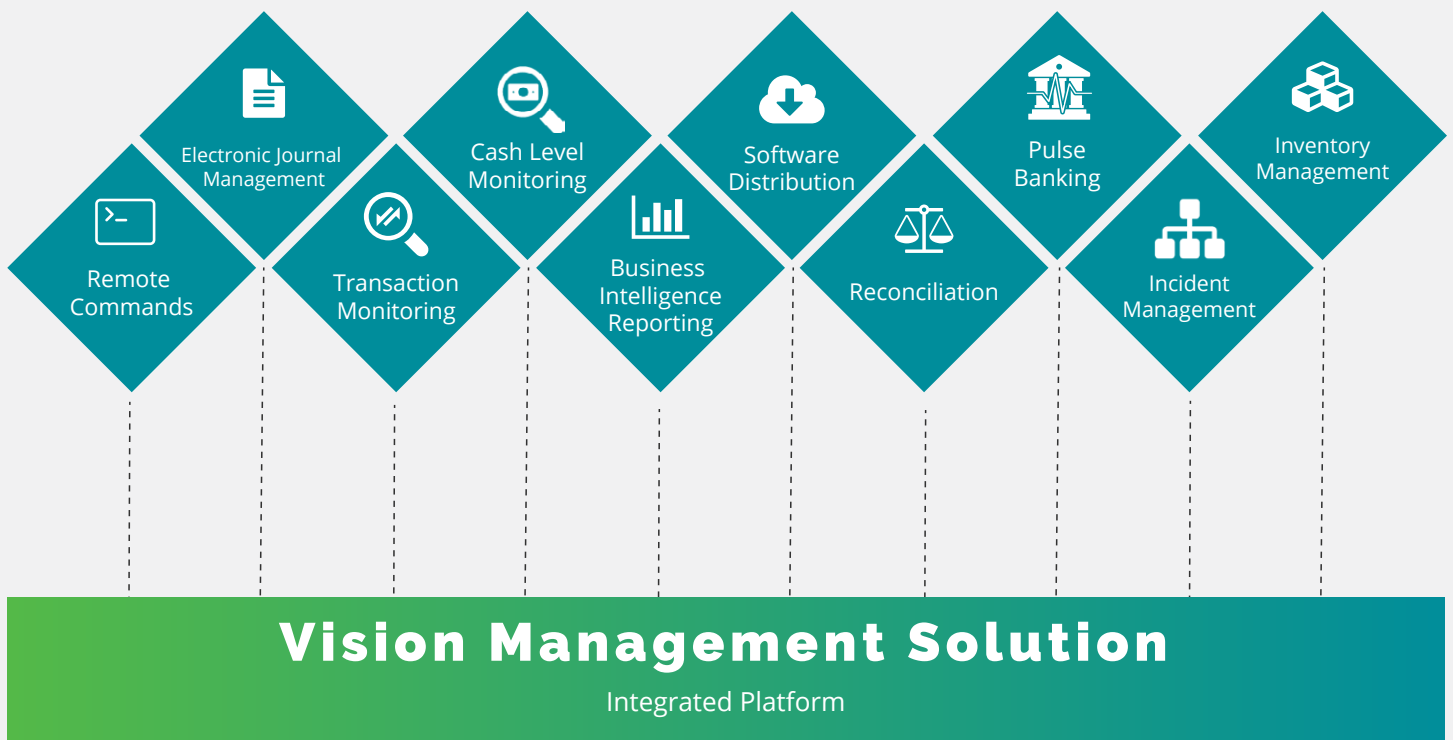 Electronic Journal
Management
Cash Level
Monitoring
Software
Distribution
Pulse
Banking
Inventory
Management
Remote
Commands
Transaction
Monitoring
Business
Intelligence
Reporting
Reconciliation
Incident
Management
Vision Management Solution
Integrated Platform